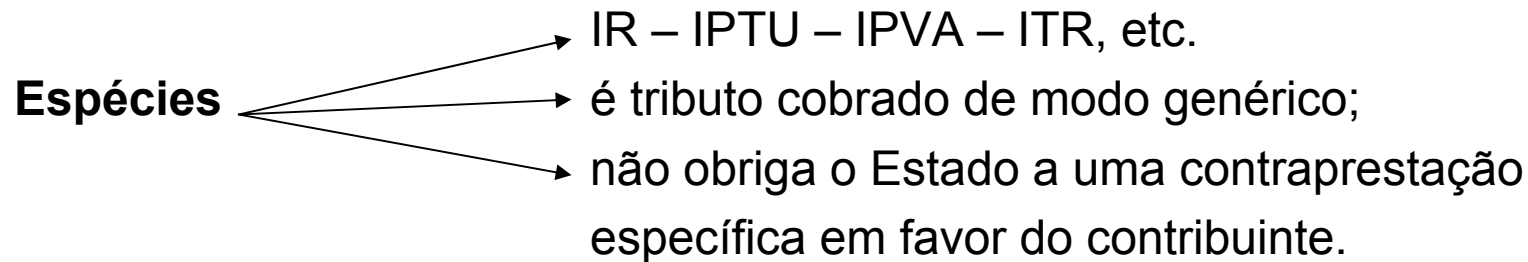 IR – IPTU – IPVA – ITR, etc.
Espécies
é tributo cobrado de modo genérico;
não obriga o Estado a uma contraprestação
específica em favor do contribuinte.